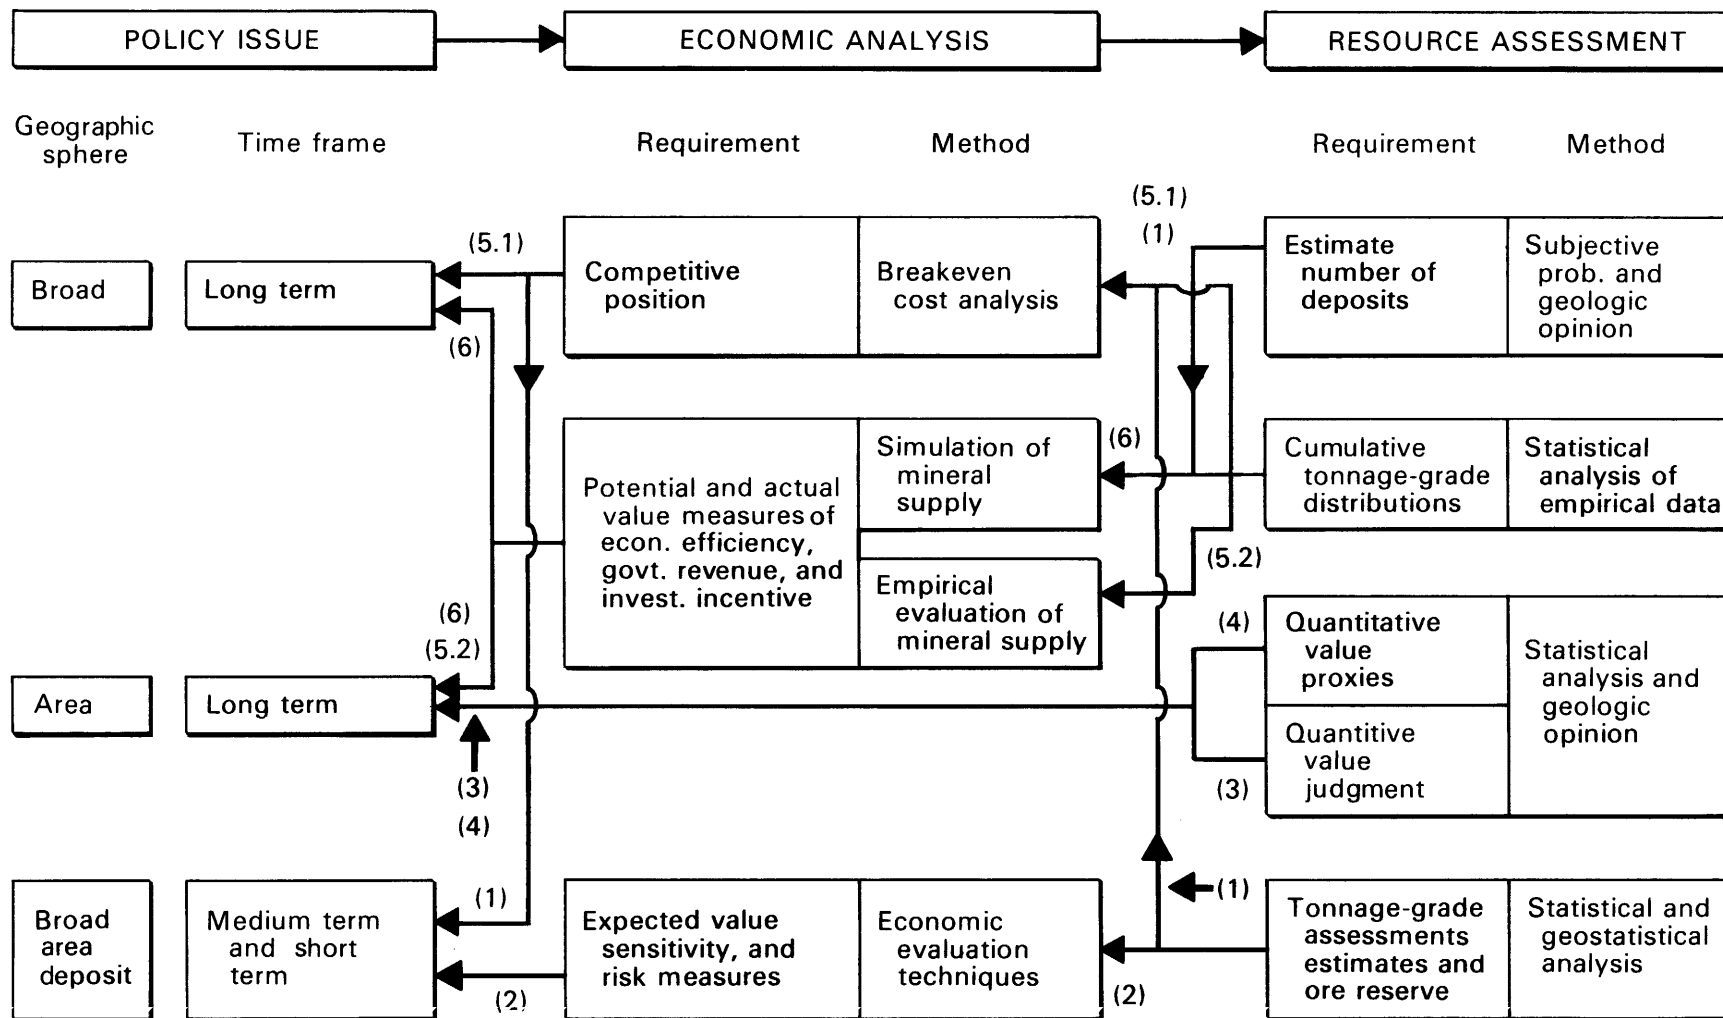 POLICY ISSUE
ECONOMIC ANALYSIS
RESOURCE ASSESSMENT
Geographic
sphere
Time frame
Requirement
Method
Requirement
Method
Broad
Long term
(5.1)
(6)
Competitive
position
Breakeven
cost analysis
(5.1)
(1)
Estimate
number of
deposits
Subjective
prob. and
geologic
opinion
Potential and actual
value measures of
econ. efficiency,
govt. revenue, and
invest. incentive
Simulation of
mineral
supply
(6)
Cumulative
tonnage-grade
distributions
Statistical
analysis of
empirical data
Empirical
evaluation of
mineral supply
(5.2)
Area
Long term
(6)
(5.2)
(3)
(4)
(4)
Quantitative
value
proxies
Quantitive
value
judgment
(3)
Statistical
analysis and
geologic
opinion
Broad
area
deposit
Medium term
and short
term
(1)
(2)
Expected value
sensitivity, and
risk measures
Economic
evaluation
techniques
(1)
(2)
Tonnage-grade
assessments
estimates and
ore reserve
Statistical and
geostatistical
analysis